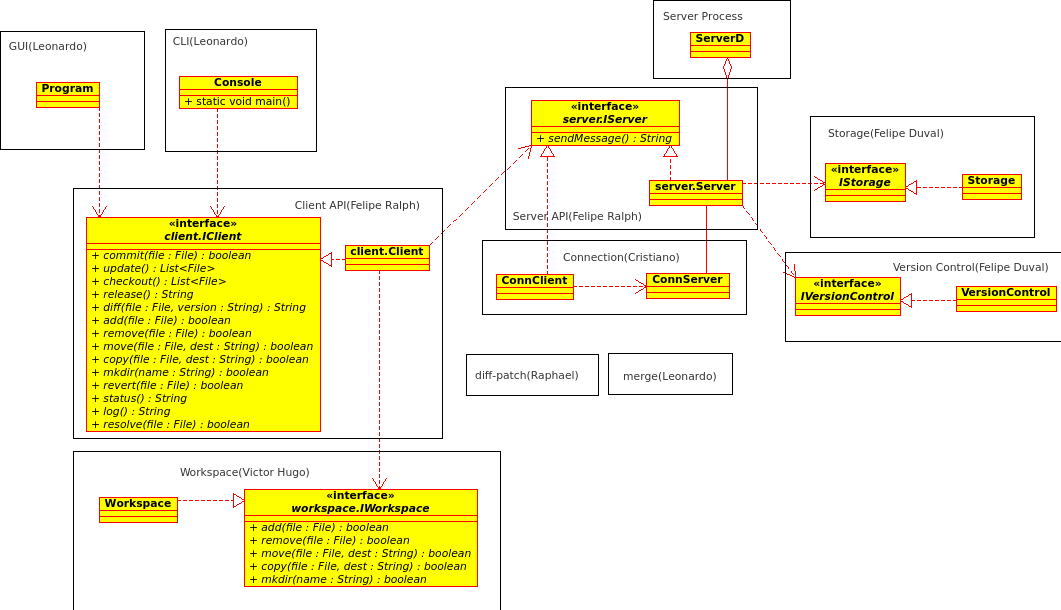 Server Process
ServerD
GUI(Leonardo)
Program
CLI(Leonardo)
Console
+ static void main()
«interface»
server.IServer
+ sendMessage() : String
server.Server
Server API(Felipe Ralph)
Storage(Felipe Duval)
«interface»
IStorage
Storage
Client API(Felipe Ralph)
«interface»
client.IClient
+ commit(file : File) : boolean
+ update() : List<File>
+ checkout() : List<File>
+ release() : String
+ diff(file : File, version : String) : String
+ add(file : File) : boolean
+ remove(file : File) : boolean
+ move(file : File, dest : String) : boolean
+ copy(file : File, dest : String) : boolean
+ mkdir(name : String) : boolean
+ revert(file : File) : boolean
+ status() : String
+ log() : String
+ resolve(file : File) : boolean
client.Client
Connection(Cristiano)
ConnClient
ConnServer
Version Control(Felipe Duval)
«interface»
IVersionControl
VersionControl
diff-patch(Raphael)
merge(Leonardo)
Workspace(Victor Hugo)
Workspace
«interface»
workspace.IWorkspace
+ add(file : File) : boolean
+ remove(file : File) : boolean
+ move(file : File, dest : String) : boolean
+ copy(file : File, dest : String) : boolean
+ mkdir(name : String) : boolean